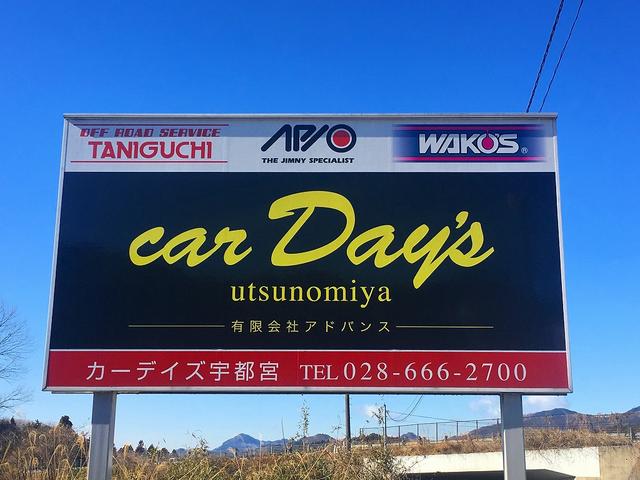 OFF ROAD SERVICE
TANIGUCHI
APIO
THE JIMNY SPECIALIST
WAKO'S®
car Day's
utsunomiya
有限会社アドバンス
カーデイズ宇都宮 TEL 028-666-2700